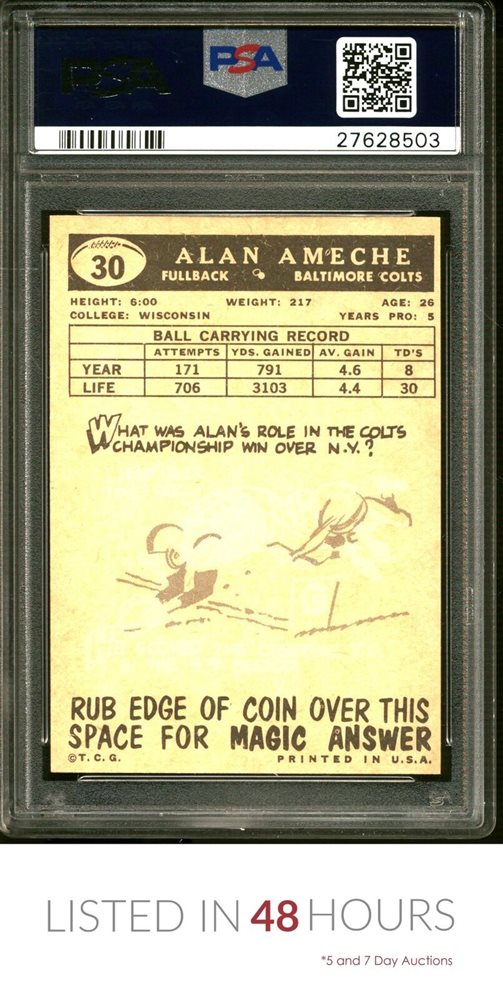 PSA
PSA
27628503
30
ALAN AMECHE
FULLBACK BALTIMORE COLTS
HEIGHT: 6:00 WEIGHT: 217 AGE: 26
COLLEGE: WISCONSIN YEARS PRO: 5
BALL CARRYING RECORD
ATTEMPTS YDS. GAINED AV. GAIN TD'S
YEAR 171 791 4.6 8
LIFE 706 3103 4.4 30
WHAT WAS ALAN'S ROLE IN THE COLTS
CHAMPIONSHIP WIN OVER N.Y.?
RUB EDGE OF COIN OVER THIS
SPACE FOR MAGIC ANSWER
©T.C.G. PRINTED IN U.S.A.
LISTED IN 48 HOURS
*5 and 7 Day Auctions